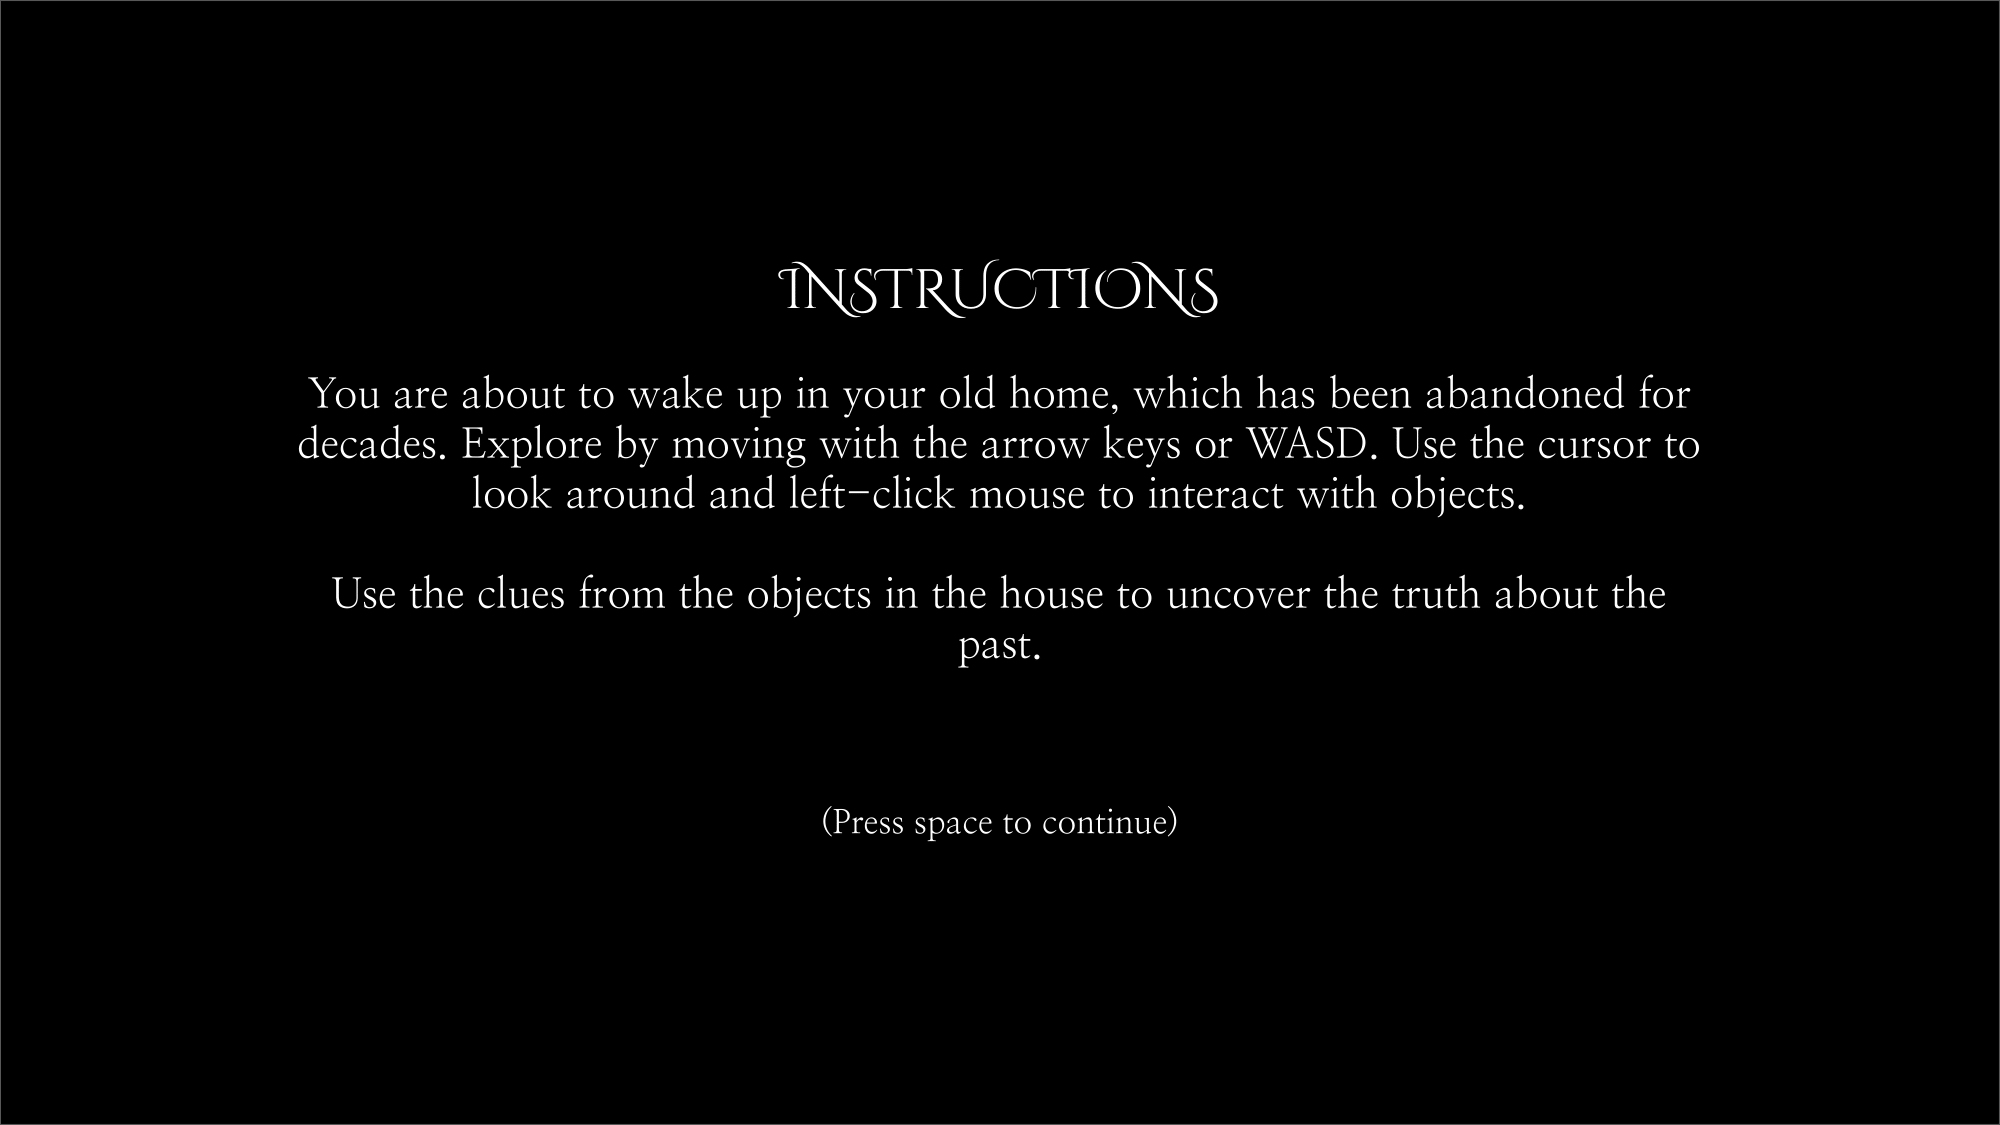 INSTRUCTIONS
You are about to wake up in your old home, which has been abandoned for
decades. Explore by moving with the arrow keys or WASD. Use the cursor to
look around and left-click mouse to interact with objects.
Use the clues from the objects in the house to uncover the truth about the
past.
(Press space to continue)